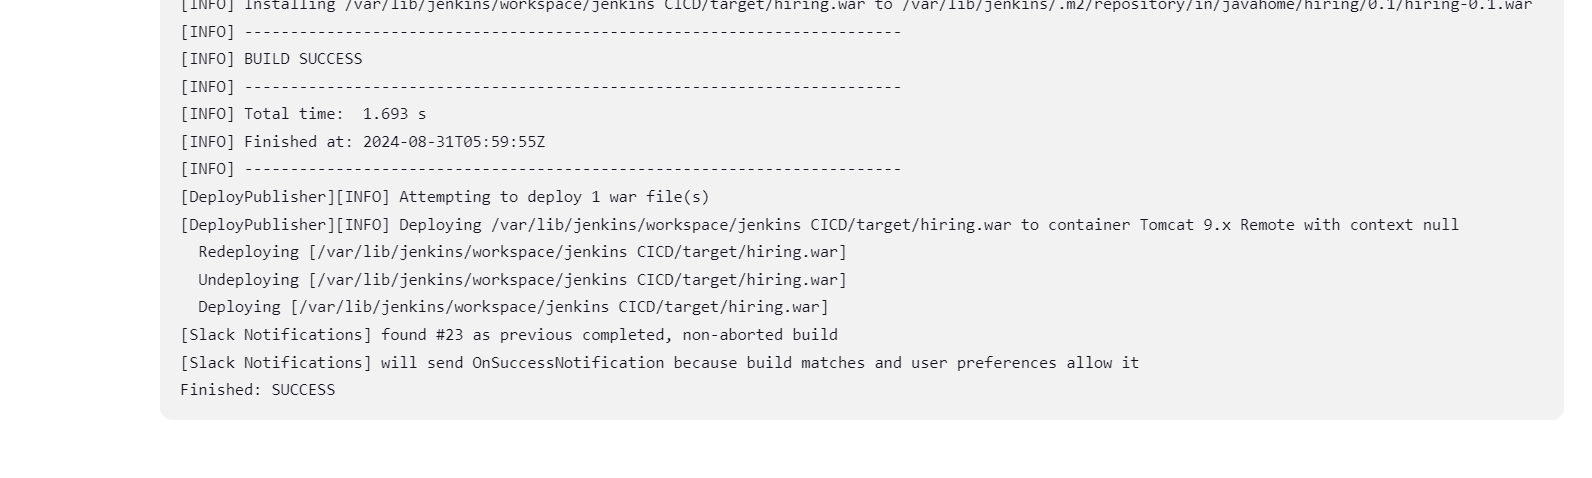 [INFO] Installing /var/lib/jenkins/workspace/jenkins CICD/target/hiring.war to /var/lib/jenkins/.m2/repository/in/javahome/hiring/0.1/hiring-0.1.war
[INFO] ------------------------------------------------------------------------
[INFO] BUILD SUCCESS
[INFO] ------------------------------------------------------------------------
[INFO] Total time:  1.693 s
[INFO] Finished at: 2024-08-31T05:59:55Z
[INFO] ------------------------------------------------------------------------
[DeployPublisher][INFO] Attempting to deploy 1 war file(s)
[DeployPublisher][INFO] Deploying /var/lib/jenkins/workspace/jenkins CICD/target/hiring.war to container Tomcat 9.x Remote with context null
  Redeploying [/var/lib/jenkins/workspace/jenkins CICD/target/hiring.war]
  Undeploying [/var/lib/jenkins/workspace/jenkins CICD/target/hiring.war]
  Deploying [/var/lib/jenkins/workspace/jenkins CICD/target/hiring.war]
[Slack Notifications] found #23 as previous completed, non-aborted build
[Slack Notifications] will send OnSuccessNotification because build matches and user preferences allow it
Finished: SUCCESS